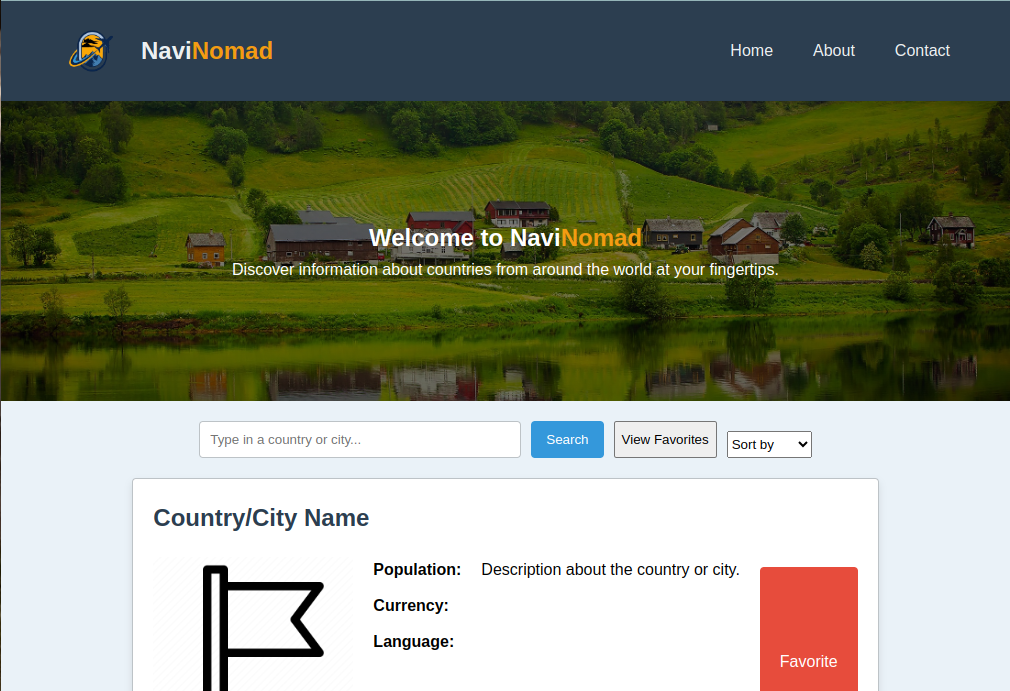 NaviNomad
Home About Contact
Welcome to NaviNomad
Discover information about countries from around the world at your fingertips.
Type in a country or city...
Search
View Favorites
Sort by
Country/City Name
Population:
Currency:
Language:
Description about the country or city.
Favorite